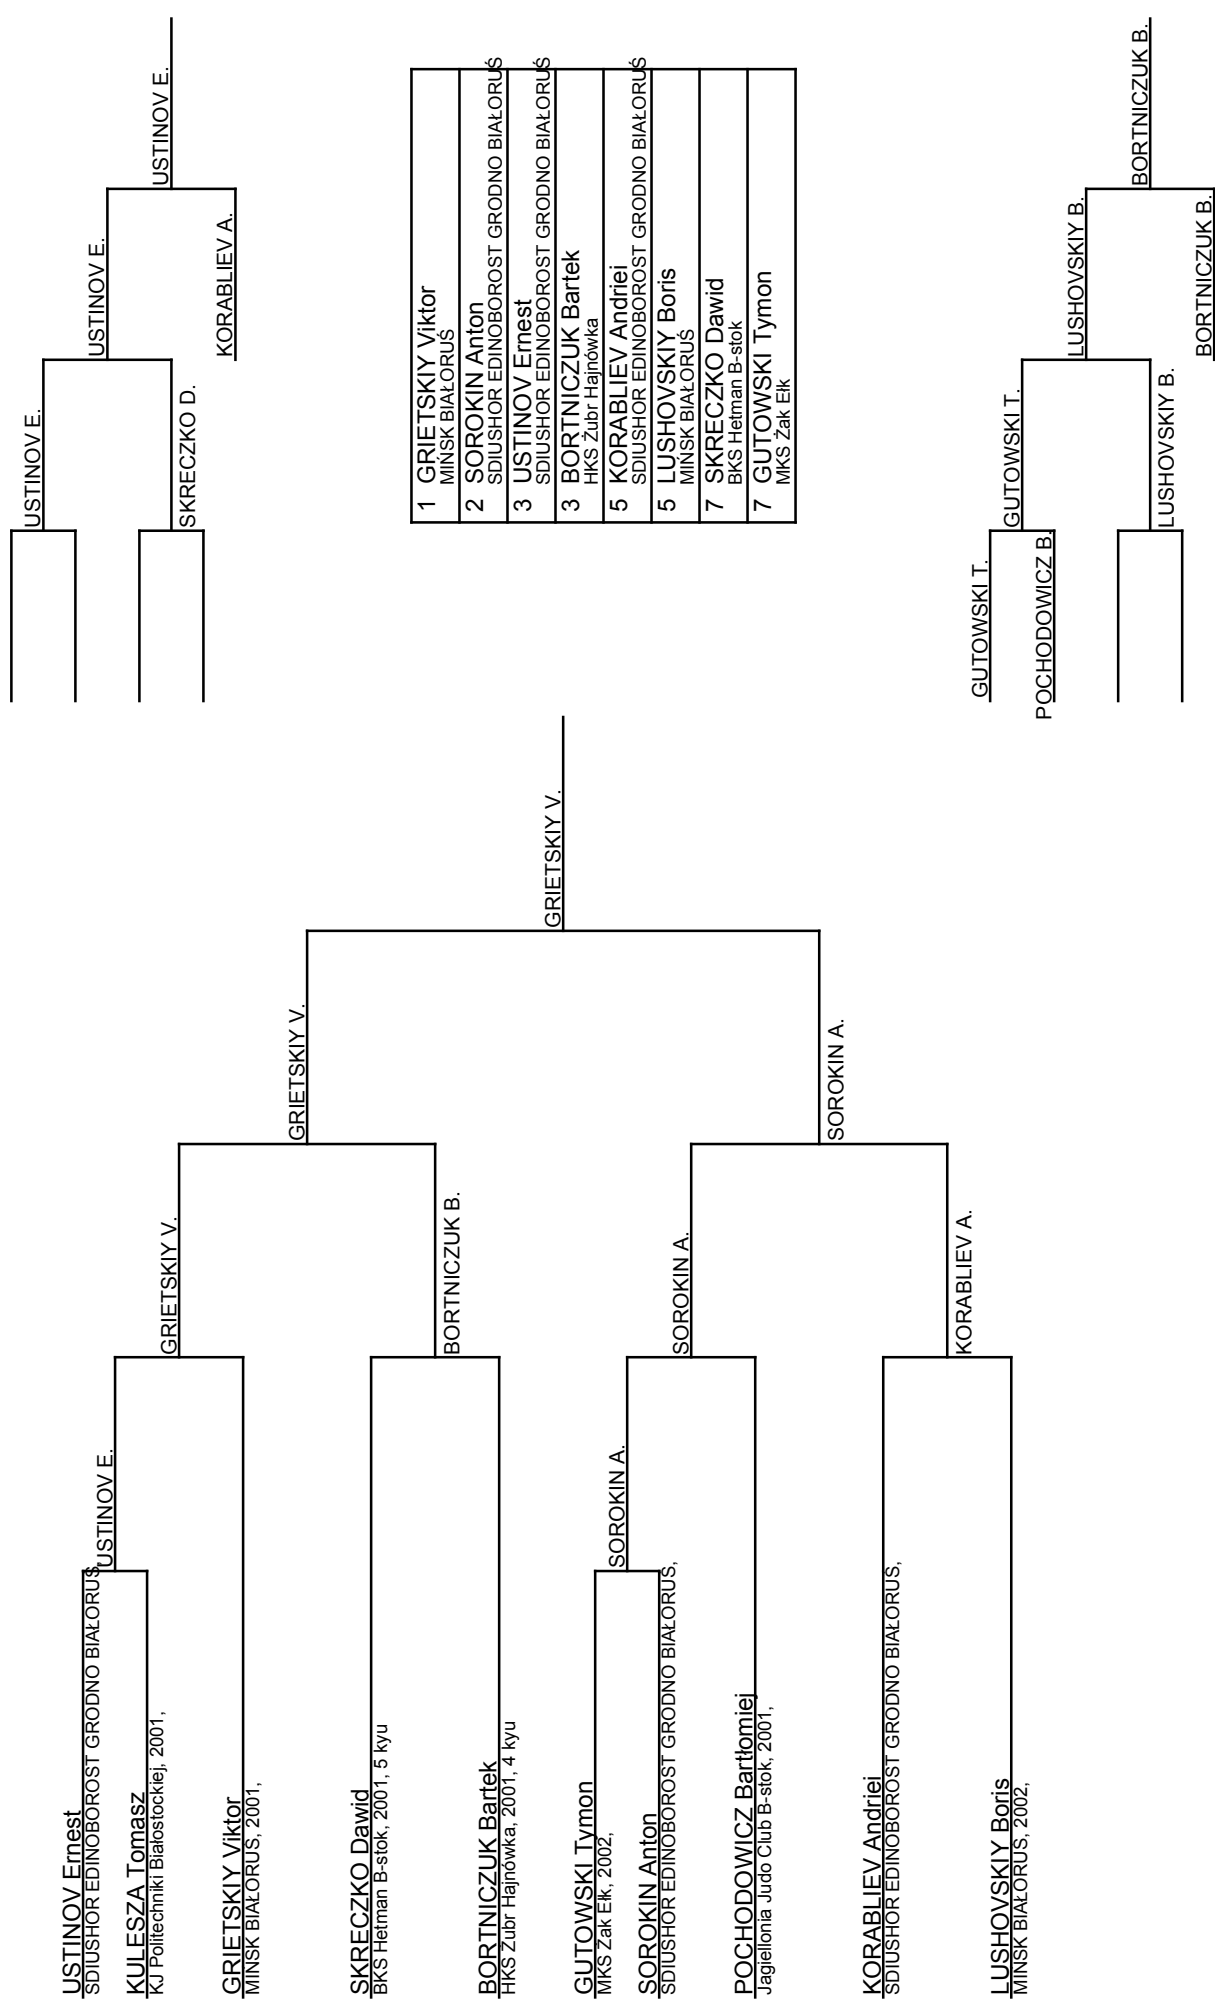 USTINOV Ernest
SDIUSHOR EDINOBOROST GRODNO BIAŁORUŚ,
KULESZA Tomasz
KJ Politechniki Białostockiej, 2001,
GRIETSKIY Viktor
MIŃSK BIAŁORUŚ, 2001,
SKRECZKO Dawid
BKS Hetman B-stok, 2001, 5 kyu
BORTNICZUK Bartek
HKS Żubr Hajnówka, 2001, 4 kyu
GUTOWSKI Tymon
MKS Żak Ełk, 2002,
SOROKIN Anton
SDIUSHOR EDINOBOROST GRODNO BIAŁORUŚ,
POCHODOWICZ Bartłomiej
Jagiellonia Judo Club B-stok, 2001,
KORABLIEV Andriei
SDIUSHOR EDINOBOROST GRODNO BIAŁORUŚ,
LUSHOVSKIY Boris
MIŃSK BIAŁORUŚ, 2002,
USTINOV E.
SOROKIN A.
GRIETSKIY V.
BORTNICZUK B.
SOROKIN A.
KORABLIEV A.
GRIETSKIY V.
SOROKIN A.
GRIETSKIY V.
USTINOV E.
SKRECZKO D.
USTINOV E.
KORABLIEV A.
USTINOV E.
1 GRIETSKIY Viktor
MIŃSK BIAŁORUŚ
2 SOROKIN Anton
SDIUSHOR EDINOBOROST GRODNO BIAŁORUŚ
3 USTINOV Ernest
SDIUSHOR EDINOBOROST GRODNO BIAŁORUŚ
3 BORTNICZUK Bartek
HKS Żubr Hajnówka
5 KORABLIEV Andriei
SDIUSHOR EDINOBOROST GRODNO BIAŁORUŚ
5 LUSHOVSKIY Boris
MIŃSK BIAŁORUŚ
7 SKRECZKO Dawid
BKS Hetman B-stok
7 GUTOWSKI Tymon
MKS Żak Ełk
GUTOWSKI T.
POCHODOWICZ B.
GUTOWSKI T.
LUSHOVSKIY B.
LUSHOVSKIY B.
BORTNICZUK B.
BORTNICZUK B.